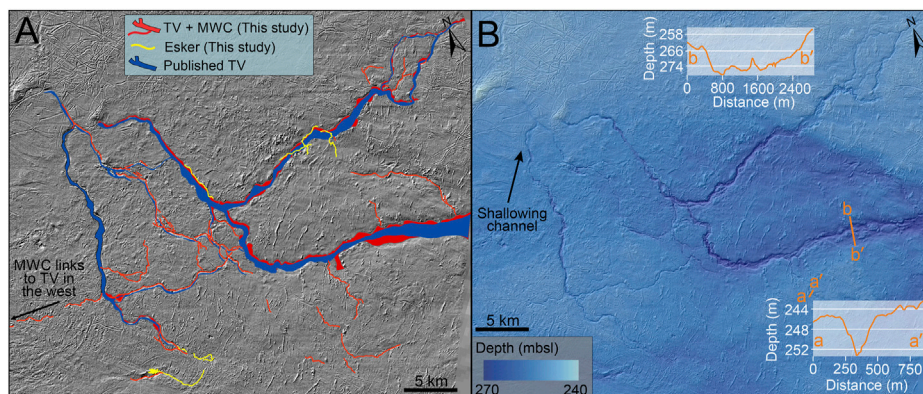 A
TV + MWC (This study)
Esker (This study)
Published TV
N
MWC links
to TV in
the west
5 km
B
Depth (m)
258
266
274
b
b'
0
800
1600
2400
Distance (m)
N
Shallowing
channel
b
b'
a
a'
5 km
Depth (mbsl)
270
240
Depth (m)
244
248
252
a
a'
0
250
500
750
Distance (m)